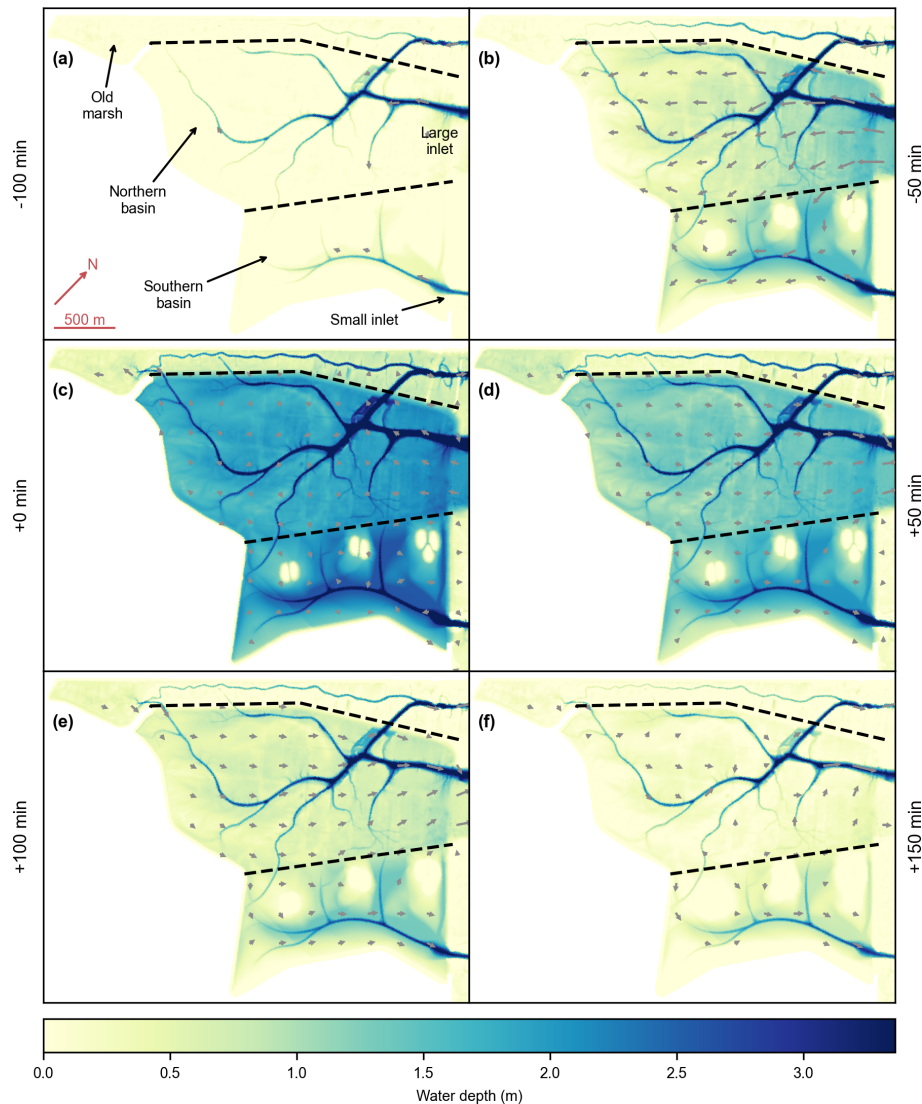 (a)
Old
marsh
Large
inlet
Northern
basin
Southern
basin
N
500 m
Small inlet
-100 min
(b)
-50 min
(c)
+0 min
(d)
+50 min
(e)
+100 min
(f)
+150 min
0.0 0.5 1.0 1.5 2.0 2.5 3.0
Water depth (m)